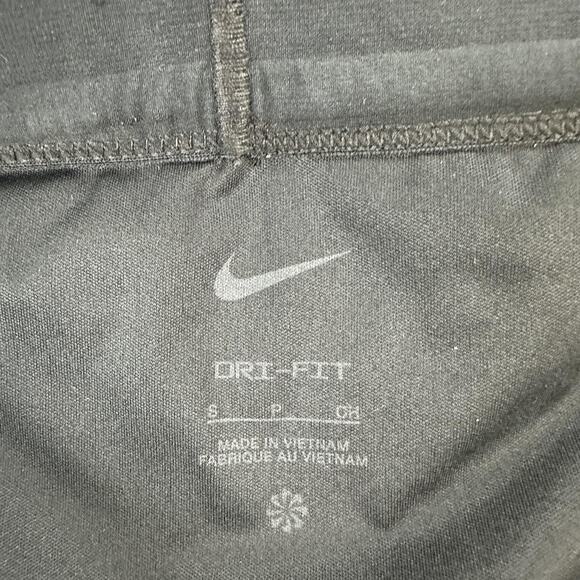 DRI-FIT
S P CH
MADE IN VIETNAM
FABRIQUE AU VIETNAM